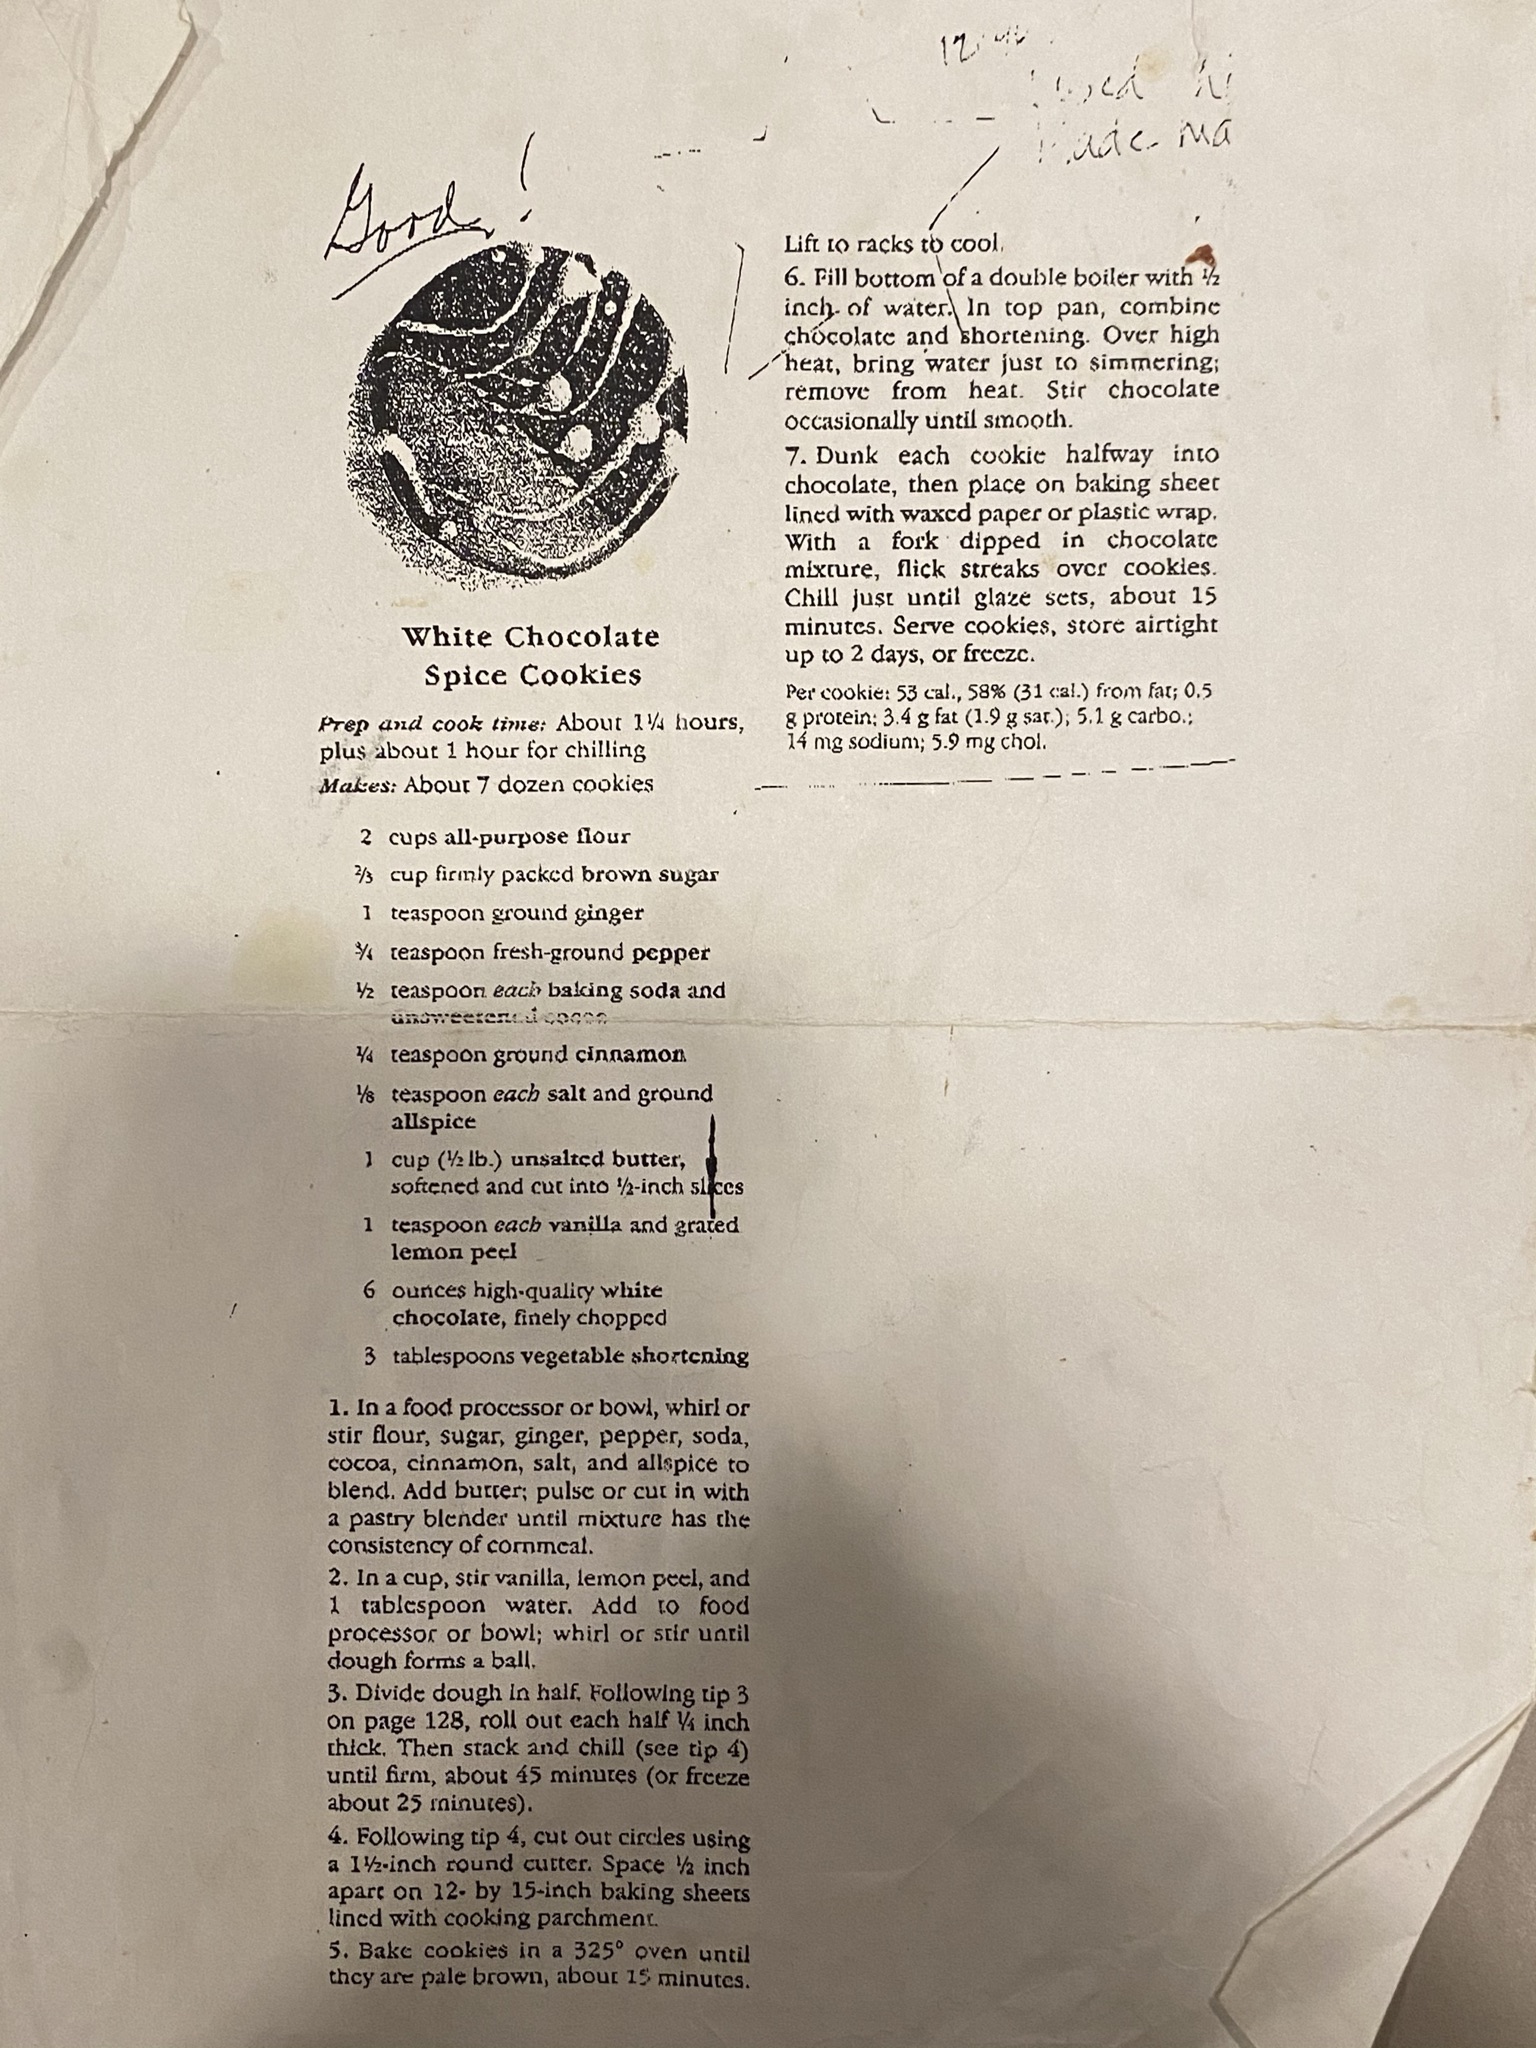 Good!
White Chocolate
Spice Cookies
Prep and cook time: About 1¼ hours,
plus about 1 hour for chilling
Makes: About 7 dozen cookies
2 cups all-purpose flour
⅔ cup firmly packed brown sugar
1 teaspoon ground ginger
¾ teaspoon fresh-ground pepper
½ teaspoon each baking soda and
unsweetened cocoa
¼ teaspoon ground cinnamon
⅛ teaspoon each salt and ground
allspice
1 cup (½ lb.) unsalted butter,
softened and cut into ½-inch slices
1 teaspoon each vanilla and grated
lemon peel
6 ounces high-quality white
chocolate, finely chopped
3 tablespoons vegetable shortening
1. In a food processor or bowl, whirl or
stir flour, sugar, ginger, pepper, soda,
cocoa, cinnamon, salt, and allspice to
blend. Add butter; pulse or cut in with
a pastry blender until mixture has the
consistency of cornmeal.
2. In a cup, stir vanilla, lemon peel, and
1 tablespoon water. Add to food
processor or bowl; whirl or stir until
dough forms a ball.
3. Divide dough in half. Following tip 3
on page 128, roll out each half ¼ inch
thick. Then stack and chill (see tip 4)
until firm, about 45 minutes (or freeze
about 25 minutes).
4. Following tip 4, cut out circles using
a 1½-inch round cutter. Space ½ inch
apart on 12- by 15-inch baking sheets
lined with cooking parchment.
5. Bake cookies in a 325° oven until
they are pale brown, about 15 minutes.
Lift to racks to cool.
6. Fill bottom of a double boiler with ½
inch of water. In top pan, combine
chocolate and shortening. Over high
heat, bring water just to simmering;
remove from heat. Stir chocolate
occasionally until smooth.
7. Dunk each cookie halfway into
chocolate, then place on baking sheet
lined with waxed paper or plastic wrap.
With a fork dipped in chocolate
mixture, flick streaks over cookies.
Chill just until glaze sets, about 15
minutes. Serve cookies, store airtight
up to 2 days, or freeze.
Per cookie: 53 cal., 58% (31 cal.) from fat; 0.5
g protein; 3.4 g fat (1.9 g sat.); 5.1 g carbo.;
14 mg sodium; 5.9 mg chol.